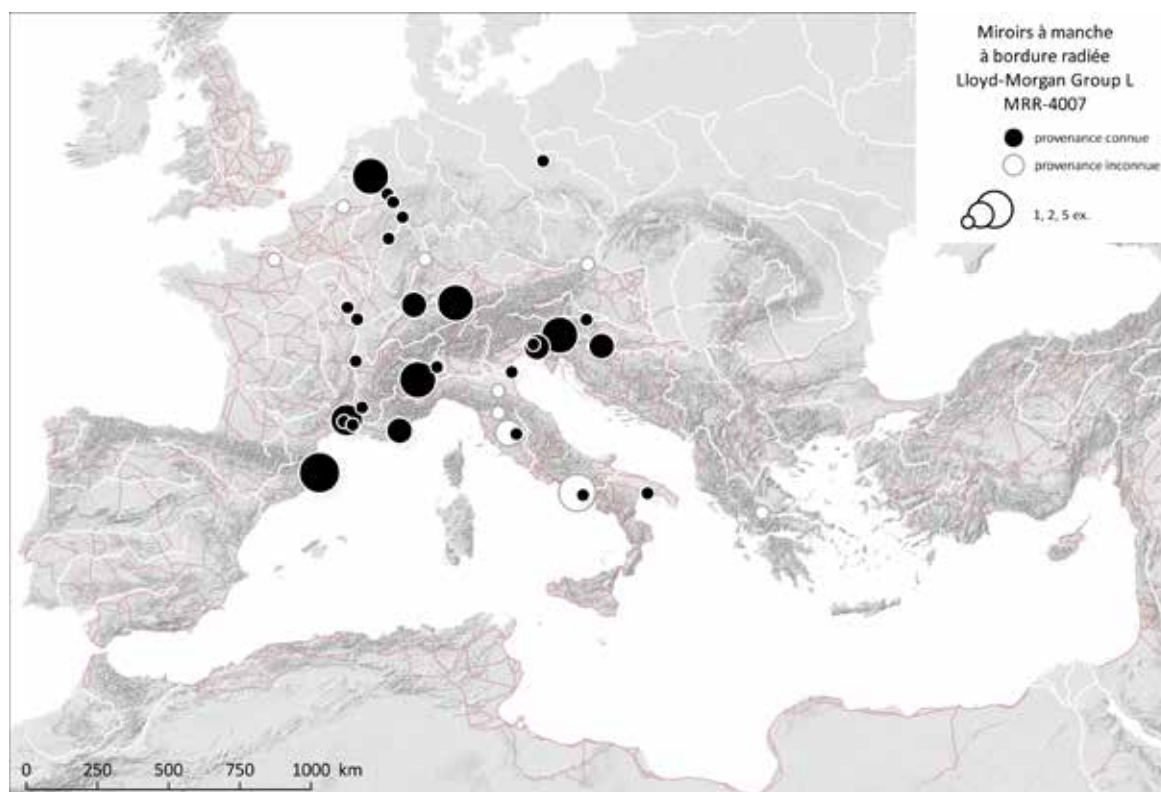 Miroirs à manche
à bordure radiée
Lloyd-Morgan Group L
MRR-4007
provenance connue
provenance inconnue
1, 2, 5 ex.
0 250 500 750 1000 km